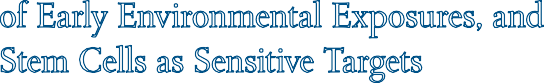 of Early Environmental Exposures, and
Stem Cells as Sensitive Targets